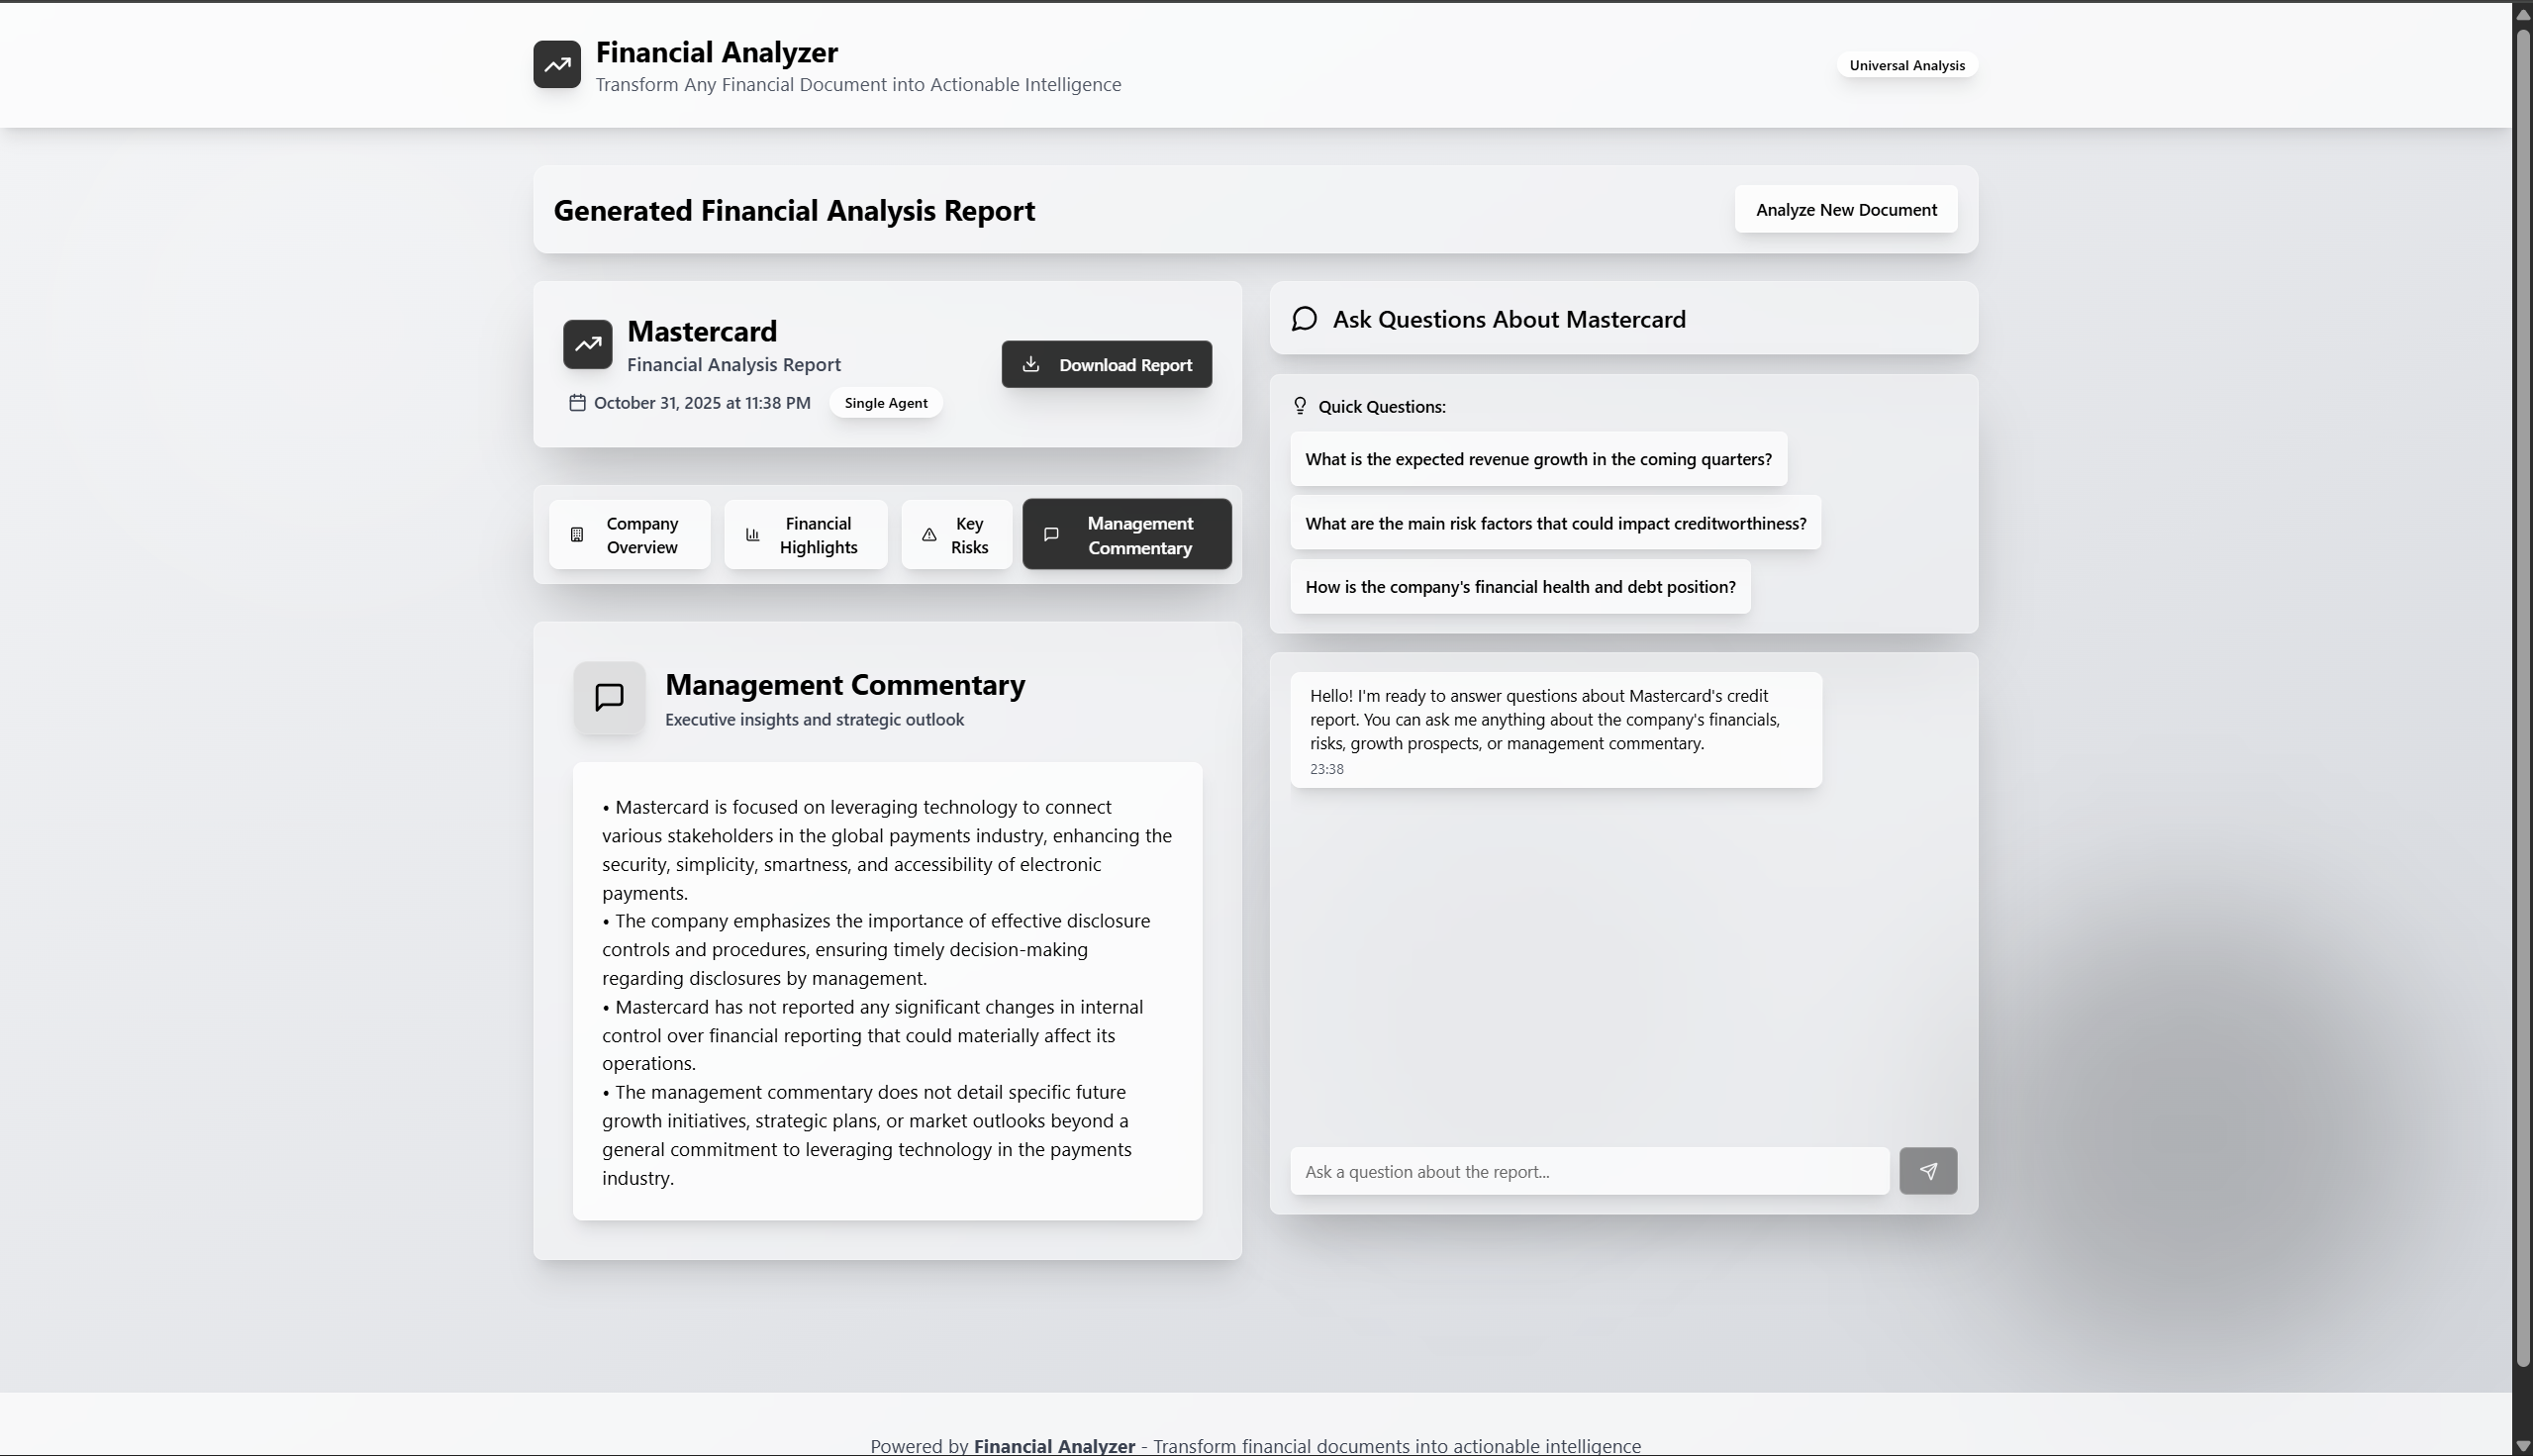 Financial Analyzer
Transform Any Financial Document into Actionable Intelligence
Universal Analysis
Generated Financial Analysis Report
Analyze New Document
Mastercard
Financial Analysis Report
October 31, 2025 at 11:38 PM
Single Agent
Download Report
Company
Overview
Financial
Highlights
Key
Risks
Management
Commentary
Management Commentary
Executive insights and strategic outlook
• Mastercard is focused on leveraging technology to connect
various stakeholders in the global payments industry, enhancing the
security, simplicity, smartness, and accessibility of electronic
payments.
• The company emphasizes the importance of effective disclosure
controls and procedures, ensuring timely decision-making
regarding disclosures by management.
• Mastercard has not reported any significant changes in internal
control over financial reporting that could materially affect its
operations.
• The management commentary does not detail specific future
growth initiatives, strategic plans, or market outlooks beyond a
general commitment to leveraging technology in the payments
industry.
Ask Questions About Mastercard
Quick Questions:
What is the expected revenue growth in the coming quarters?
What are the main risk factors that could impact creditworthiness?
How is the company's financial health and debt position?
Hello! I'm ready to answer questions about Mastercard's credit
report. You can ask me anything about the company's financials,
risks, growth prospects, or management commentary.
23:38
Ask a question about the report...
Powered by Financial Analyzer - Transform financial documents into actionable intelligence